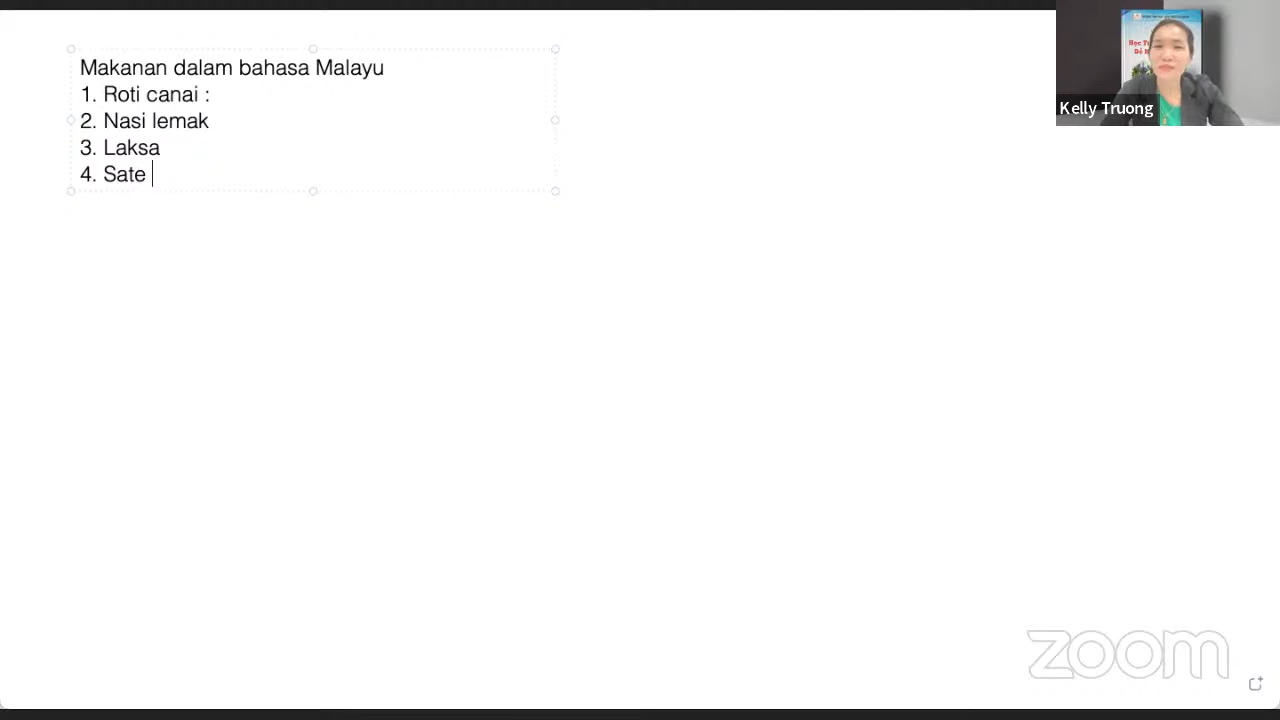 Makanan dalam bahasa Malayu
1. Roti canai :
2. Nasi lemak
3. Laksa
4. Sate
Kelly Truong
zoom